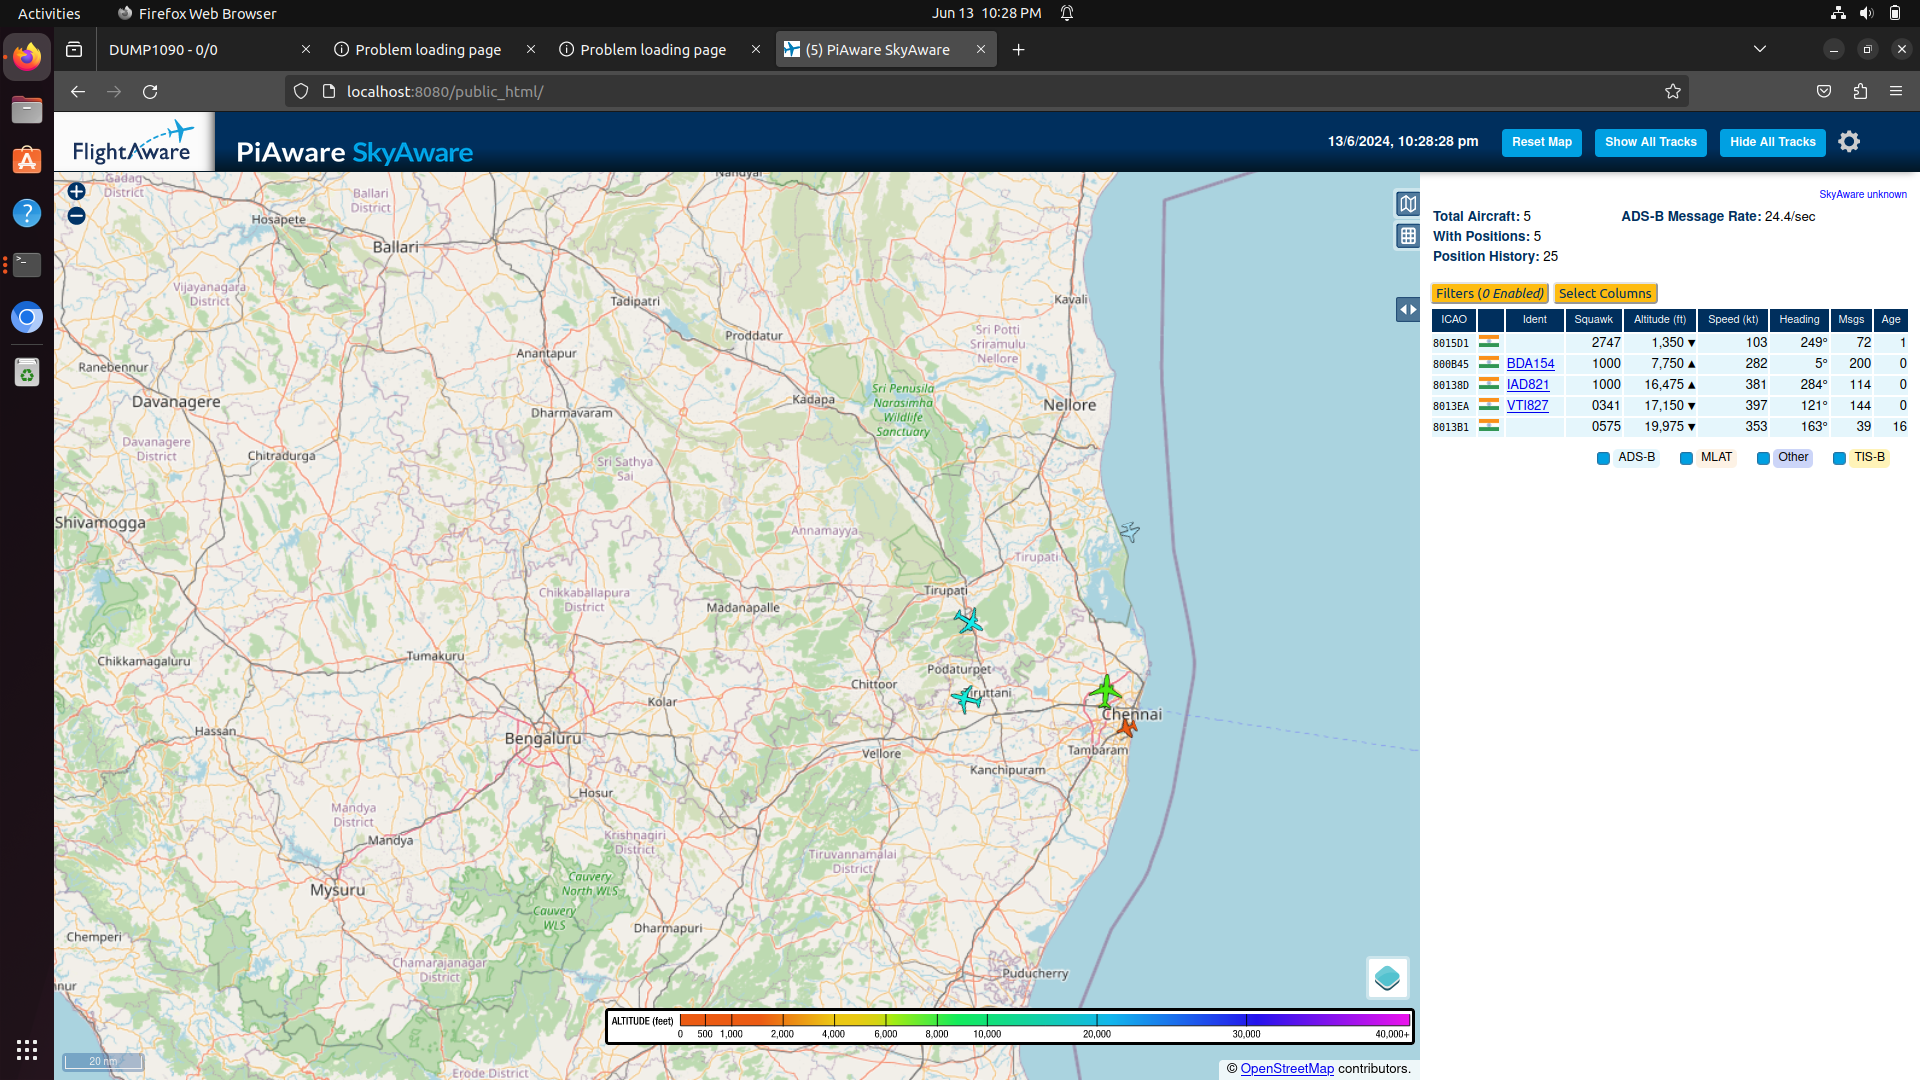 Activities
Firefox Web Browser
Jun 13 10:28 PM
DUMP1090 - 0/0
Problem loading page
Problem loading page
(5) PiAware SkyAware
localhost:8080/public_html/
FlightAware
PiAware SkyAware
13/6/2024, 10:28:28 pm
Reset Map
Show All Tracks
Hide All Tracks
SkyAware unknown
Total Aircraft: 5
ADS-B Message Rate: 24.4/sec
With Positions: 5
Position History: 25
Filters (0 Enabled)
Select Columns
ICAO Ident Squawk Altitude (ft) Speed (kt) Heading Msgs Age
8015D1 2747 1,350 ▼ 103 249° 72 1
800B45 BDA154 1000 7,750 ▲ 282 5° 200 0
8013BD IAD821 1000 16,475 ▲ 381 284° 114 0
8013EA VTI827 0341 17,150 ▼ 397 121° 144 0
8013B1 0575 19,975 ▼ 353 163° 39 16
ADS-B MLAT Other TIS-B
Gadag
District
Nandyal
Ballari
District
Hosapete
Ballari
Vijayanagara
District
Tadipatri
Kavali
Sri Potti
Sriramulu
Nellore
Proddatur
Anantapur
Ranebennur
Davanagere
Dharmavaram
Kadapa
Sri Penusila
Narasimha
Wildlife
Sanctuary
Nellore
Davanagere
District
Chitradurga
Sri Sathya
Sai
Shivamogga
Annamayya
Tirupati
Tirupati
Chikkaballapura
District
Madanapalle
Chikkamagaluru
Tumakuru
Podaturpet
Chittoor
iruttani
Kolar
Chennai
Hassan
Bengaluru
Vellore
Tambaram
Kanchipuram
Hosur
Mandya
District
Mandya
Krishnagiri
District
Tiruvannamalai
District
Mysuru
Cauvery
North WLS
Cauvery
WLS
Dharmapuri
Chemperi
Chamarajanagar
District
Puducherry
nur
Erode District
20 nm
ALTITUDE (feet)
0 500 1,000 2,000 4,000 6,000 8,000 10,000 20,000 30,000 40,000+
© OpenStreetMap contributors.